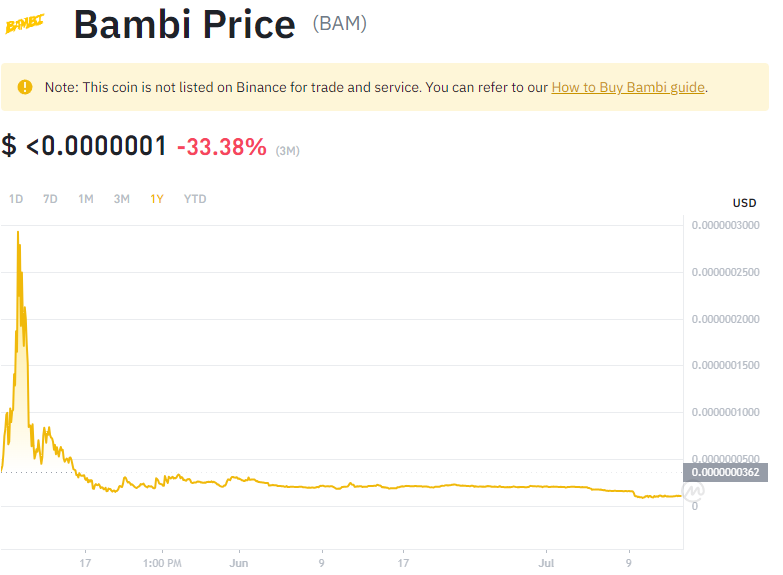 BAMBI
Bambi Price (BAM)
Note: This coin is not listed on Binance for trade and service. You can refer to our How to Buy Bambi guide.
$ <0.0000001 -33.38% (3M)
1D 7D 1M 3M 1Y YTD
USD
0.0000003000
0.0000002500
0.0000002000
0.0000001500
0.0000001000
0.0000000500
0.0000000362
0
17 1:00 PM Jun 9 17 Jul 9